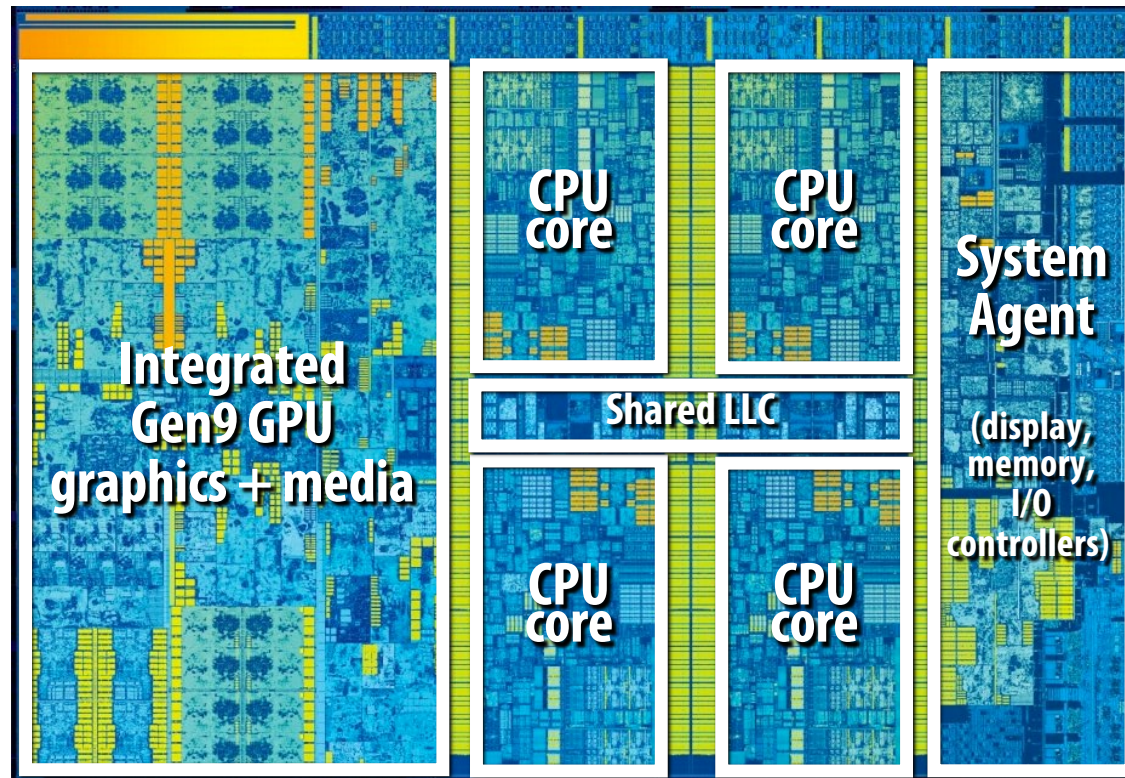 CPU
core
CPU
core
System
Agent
(display,
memory,
I/O
controllers)
Integrated
Gen9 GPU
graphics + media
Shared LLC
CPU
core
CPU
core